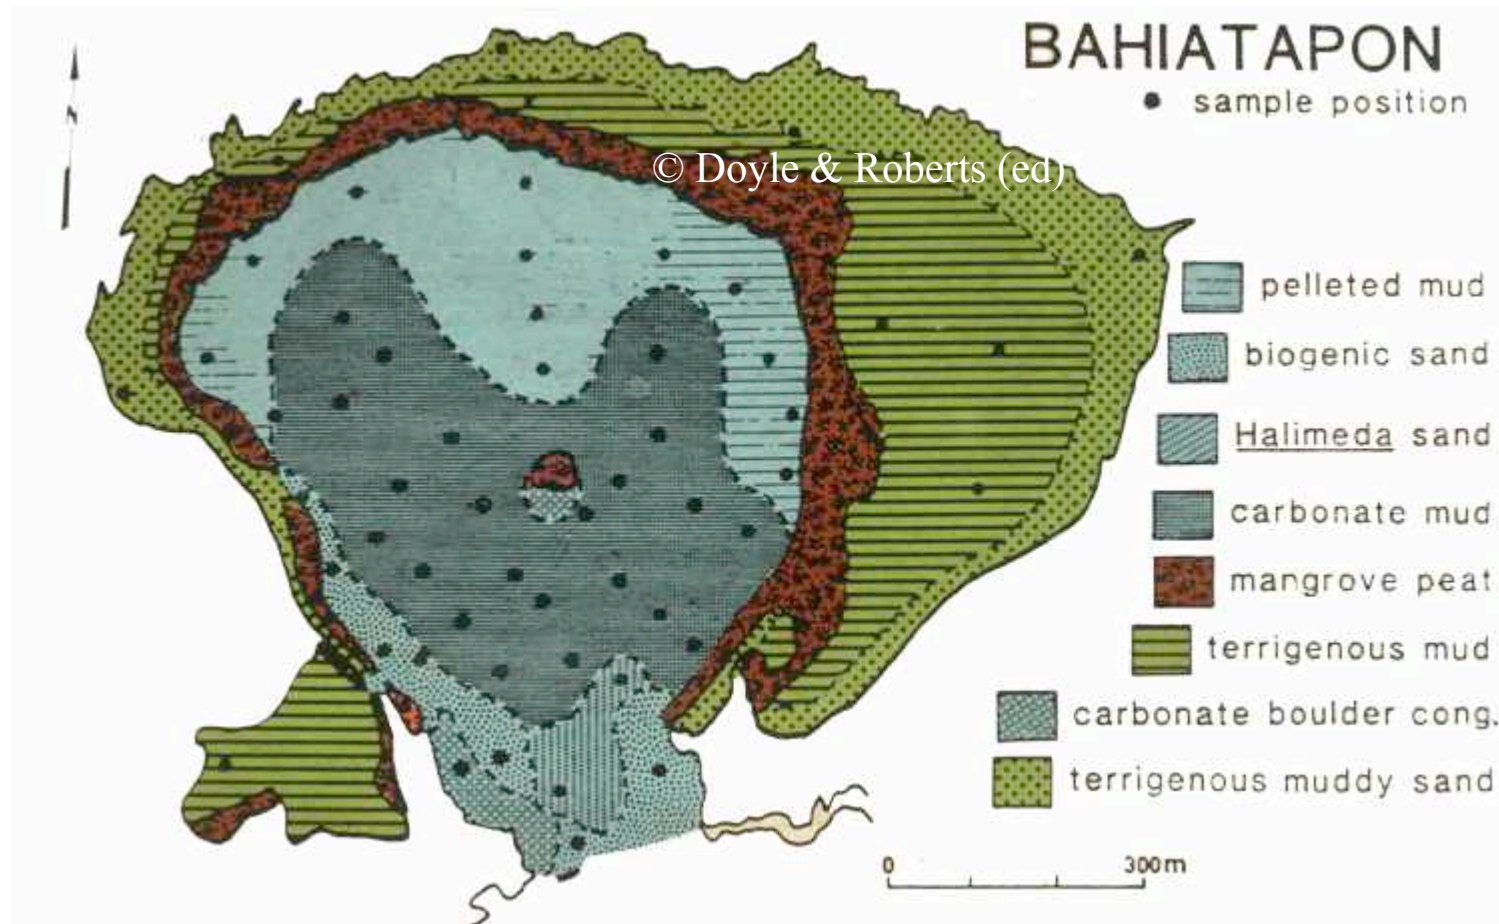 BAHIATAPON
sample position
N
© Doyle & Roberts (ed)
pelleted mud
biogenic sand
Halimeda sand
carbonate mud
mangrove peat
terrigenous mud
carbonate boulder cong.
terrigenous muddy sand
0 300m